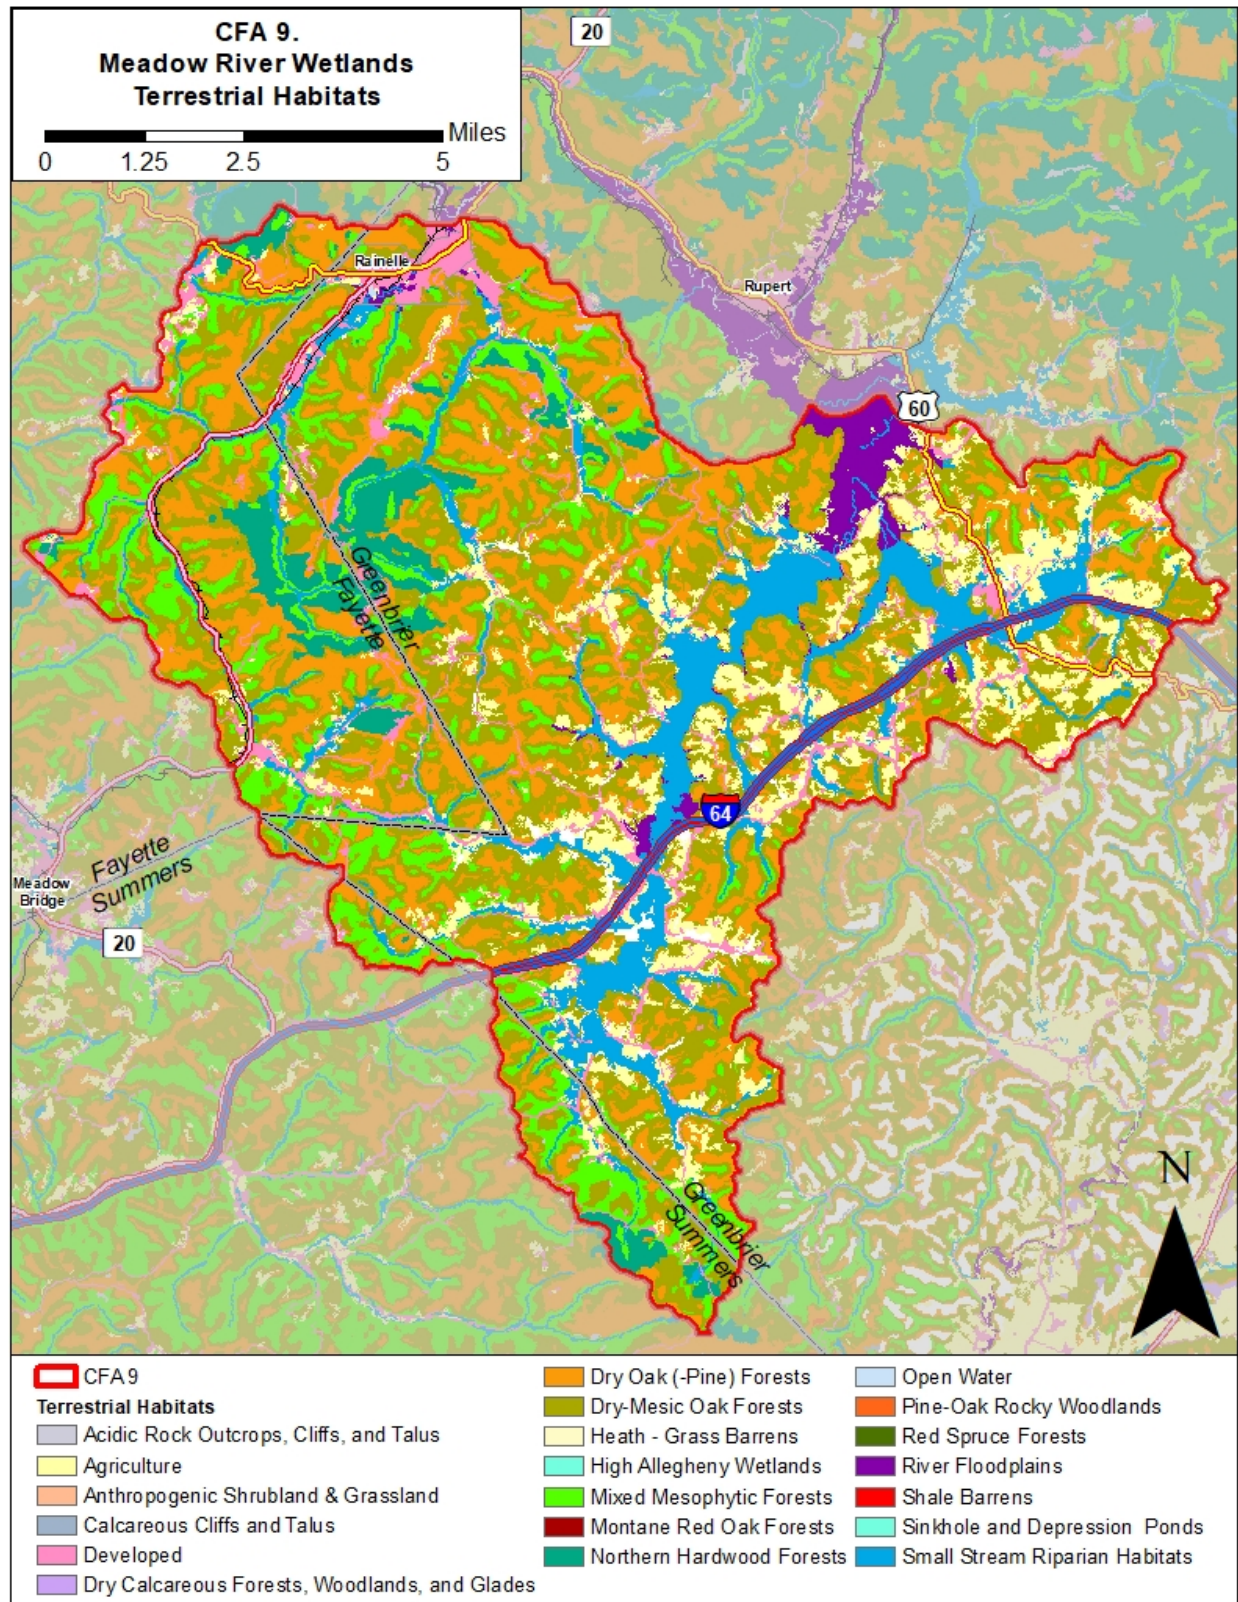 CFA 9.
Meadow River Wetlands
Terrestrial Habitats
Miles
0 1.25 2.5 5
20
Rainelle
Rupert
60
Greenbrier
Fayette
64
Fayette
Summers
Meadow
Bridge
20
Greenbrier
Summers
N
CFA 9
Terrestrial Habitats
Acidic Rock Outcrops, Cliffs, and Talus
Agriculture
Anthropogenic Shrubland & Grassland
Calcareous Cliffs and Talus
Developed
Dry Calcareous Forests, Woodlands, and Glades
Dry Oak (-Pine) Forests
Dry-Mesic Oak Forests
Heath - Grass Barrens
High Allegheny Wetlands
Mixed Mesophytic Forests
Montane Red Oak Forests
Northern Hardwood Forests
Open Water
Pine-Oak Rocky Woodlands
Red Spruce Forests
River Floodplains
Shale Barrens
Sinkhole and Depression Ponds
Small Stream Riparian Habitats